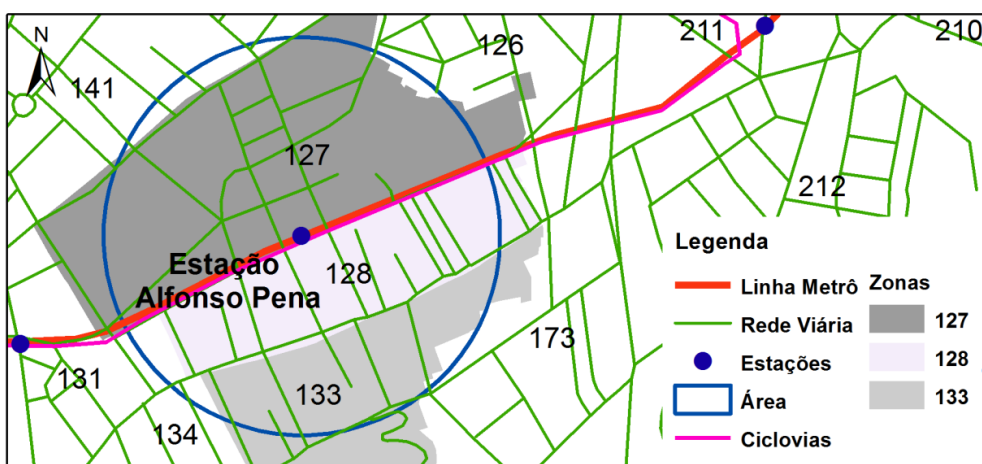 N
141
126
211
210
127
212
Estação
Alfonso Pena
128
131
134
133
173
Legenda
Linha Metrô
Rede Viária
Estações
Área
Ciclovias
Zonas
127
128
133